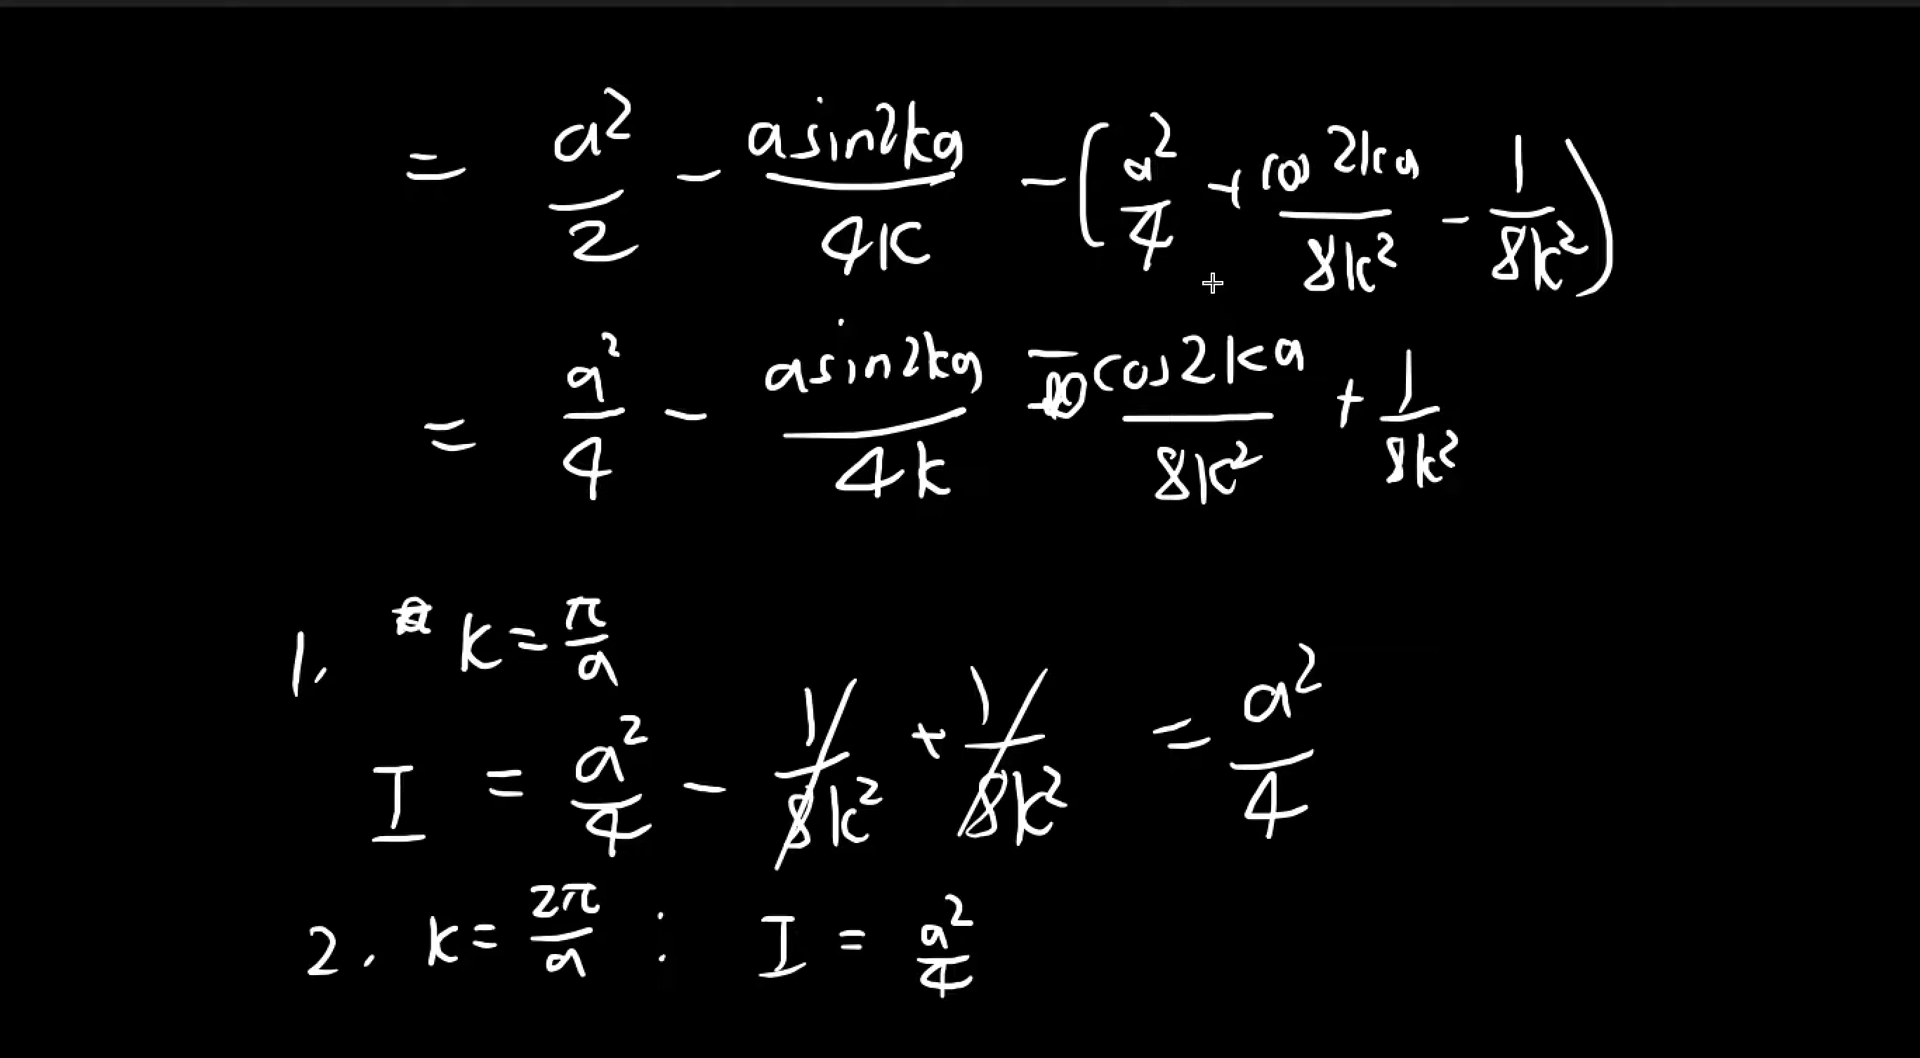 = a²/2 - a sin2ka/4k - (a²/4 + cos 2ka/8k² - 1/8k²)
= a²/4 - a sin2ka/4k - cos2ka/8k² + 1/8k²
1. k = π/a
I = a²/4 - 1/8k² + 1/8k² = a²/4
2. k = 2π/a : I = a²/4